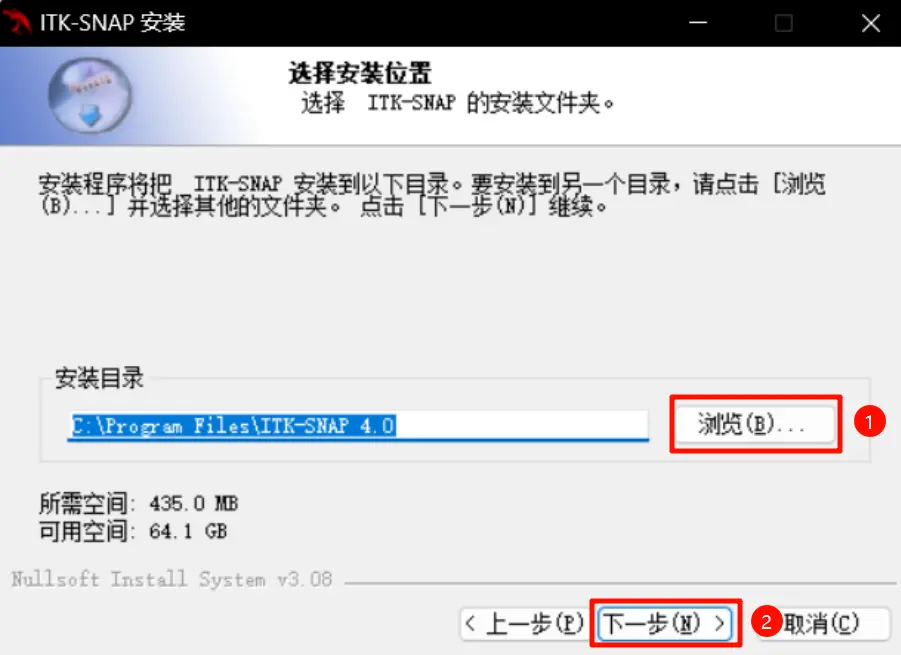 ITK-SNAP 安装
选择安装位置
选择 ITK-SNAP 的安装文件夹。
安装程序将把 ITK-SNAP 安装到以下目录。要安装到另一个目录，请点击 [浏览
(B)...] 并选择其他的文件夹。 点击 [下一步(N)] 继续。
安装目录
C:\Program Files\ITK-SNAP 4.0
浏览(B)...
1
所需空间: 435.0 MB
可用空间: 64.1 GB
Nullsoft Install System v3.08
< 上一步(P)
下一步(N) >
2
取消(C)